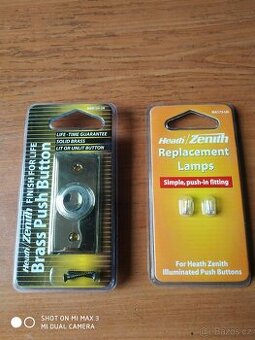 LIFE-TIME GUARANTEE
SOLID BRASS
LIT OR UNLIT BUTTON
Heath/Zenith
FINISH FOR LIFE
Brass Push Button
Heath/Zenith
Replacement
Lamps
Simple, push-in fitting
For Heath Zenith
Illuminated Push Buttons
SHOT ON MI MAX 3
MI DUAL CAMERA